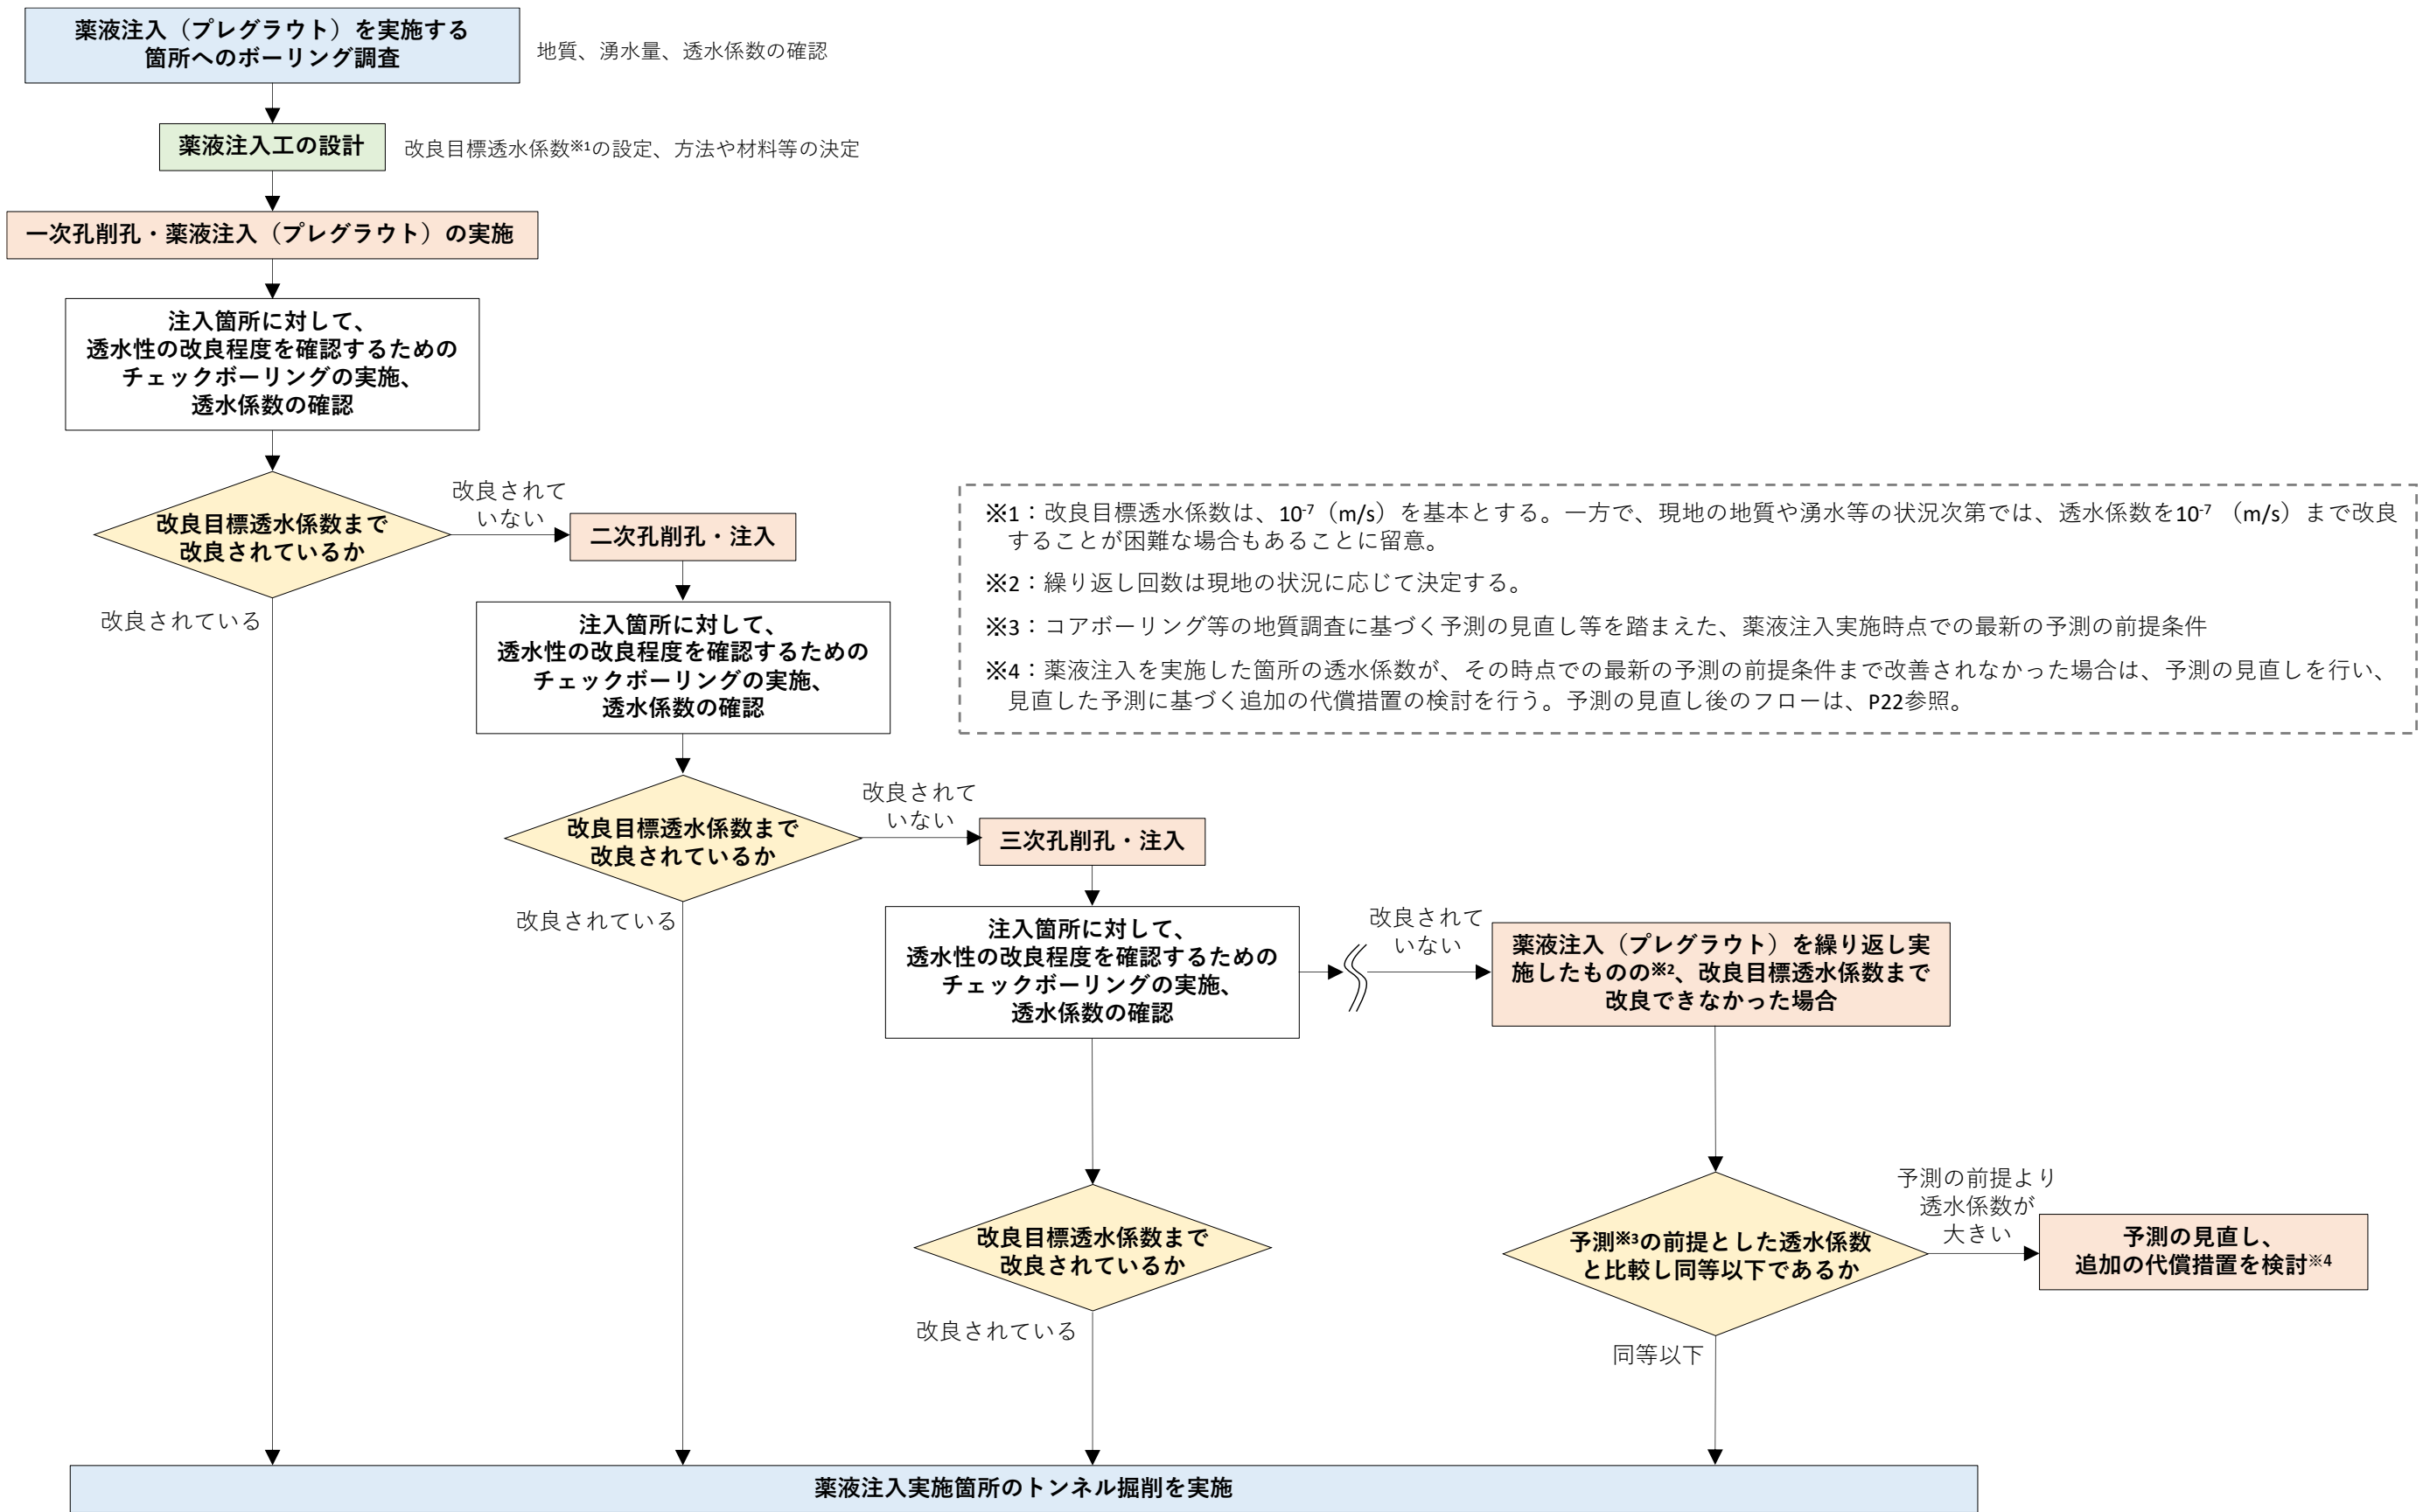 薬液注入（プレグラウト）を実施する
箇所へのボーリング調査
地質、湧水量、透水係数の確認
薬液注入工の設計
改良目標透水係数※1の設定、方法や材料等の決定
一次孔削孔・薬液注入（プレグラウト）の実施
注入箇所に対して、
透水性の改良程度を確認するための
チェックボーリングの実施、
透水係数の確認
改良目標透水係数まで
改良されているか
改良されて
いない
改良されている
二次孔削孔・注入
注入箇所に対して、
透水性の改良程度を確認するための
チェックボーリングの実施、
透水係数の確認
改良目標透水係数まで
改良されているか
改良されて
いない
改良されている
※1：改良目標透水係数は、10-7（m/s）を基本とする。一方で、現地の地質や湧水等の状況次第では、透水係数を10-7 （m/s）まで改良
することが困難な場合もあることに留意。
※2：繰り返し回数は現地の状況に応じて決定する。
※3：コアボーリング等の地質調査に基づく予測の見直し等を踏まえた、薬液注入実施時点での最新の予測の前提条件
※4：薬液注入を実施した箇所の透水係数が、その時点での最新の予測の前提条件まで改善されなかった場合は、予測の見直しを行い、
見直した予測に基づく追加の代償措置の検討を行う。予測の見直し後のフローは、P22参照。
三次孔削孔・注入
注入箇所に対して、
透水性の改良程度を確認するための
チェックボーリングの実施、
透水係数の確認
改良されて
いない
改良目標透水係数まで
改良されているか
改良されている
薬液注入（プレグラウト）を繰り返し実
施したものの※2、改良目標透水係数まで
改良できなかった場合
予測※3の前提とした透水係数
と比較し同等以下であるか
予測の前提より
透水係数が
大きい
同等以下
予測の見直し、
追加の代償措置を検討※4
薬液注入実施箇所のトンネル掘削を実施